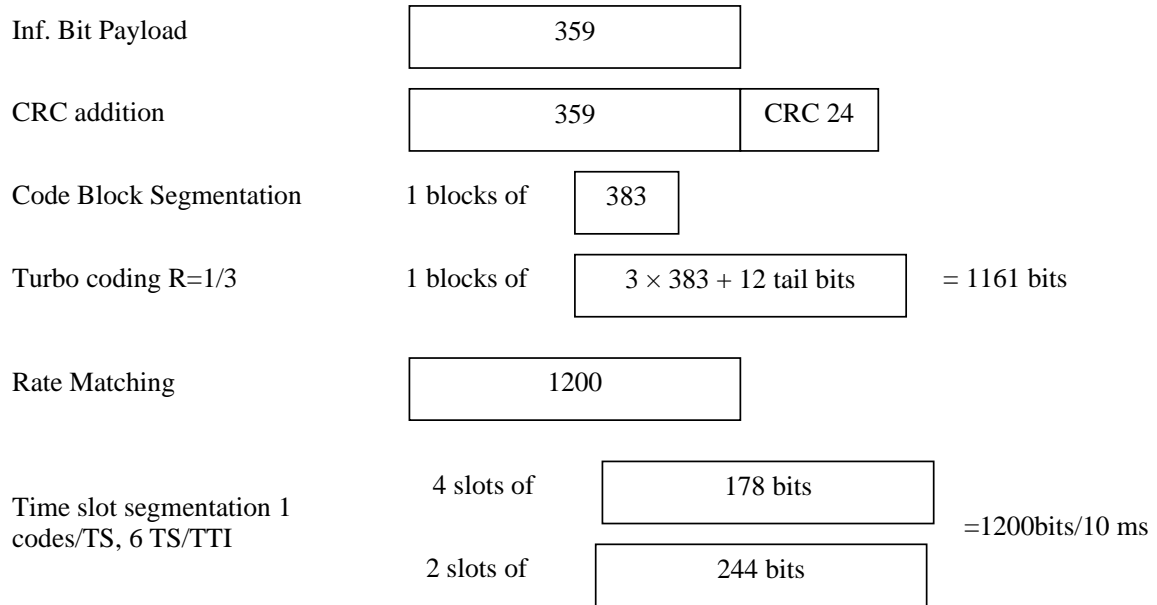 Inf. Bit Payload 359
CRC addition 359 CRC 24
Code Block Segmentation 1 blocks of 383
Turbo coding R=1/3 1 blocks of 3 × 383 + 12 tail bits = 1161 bits
Rate Matching 1200
4 slots of 178 bits
Time slot segmentation 1
codes/TS, 6 TS/TTI
=1200bits/10 ms
2 slots of 244 bits